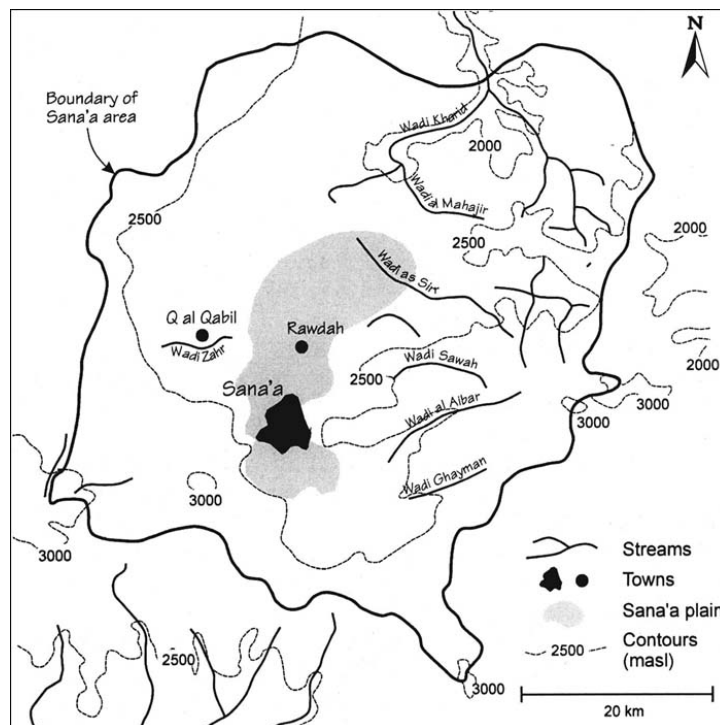 N
Boundary of
Sana'a area
Wadi Kharid
2000
Wadi al Mahajir
2500
2500
2000
Wadi as Sirr
Q al Qabil
Rawdah
Wadi Zahr
2000
Wadi Sawah
Sana'a
2500
Wadi al Aibar
3000
3000
Wadi Ghayman
3000
3000
Streams
Towns
Sana'a plain
2500
2500
Contours
(masl)
3000
20 km